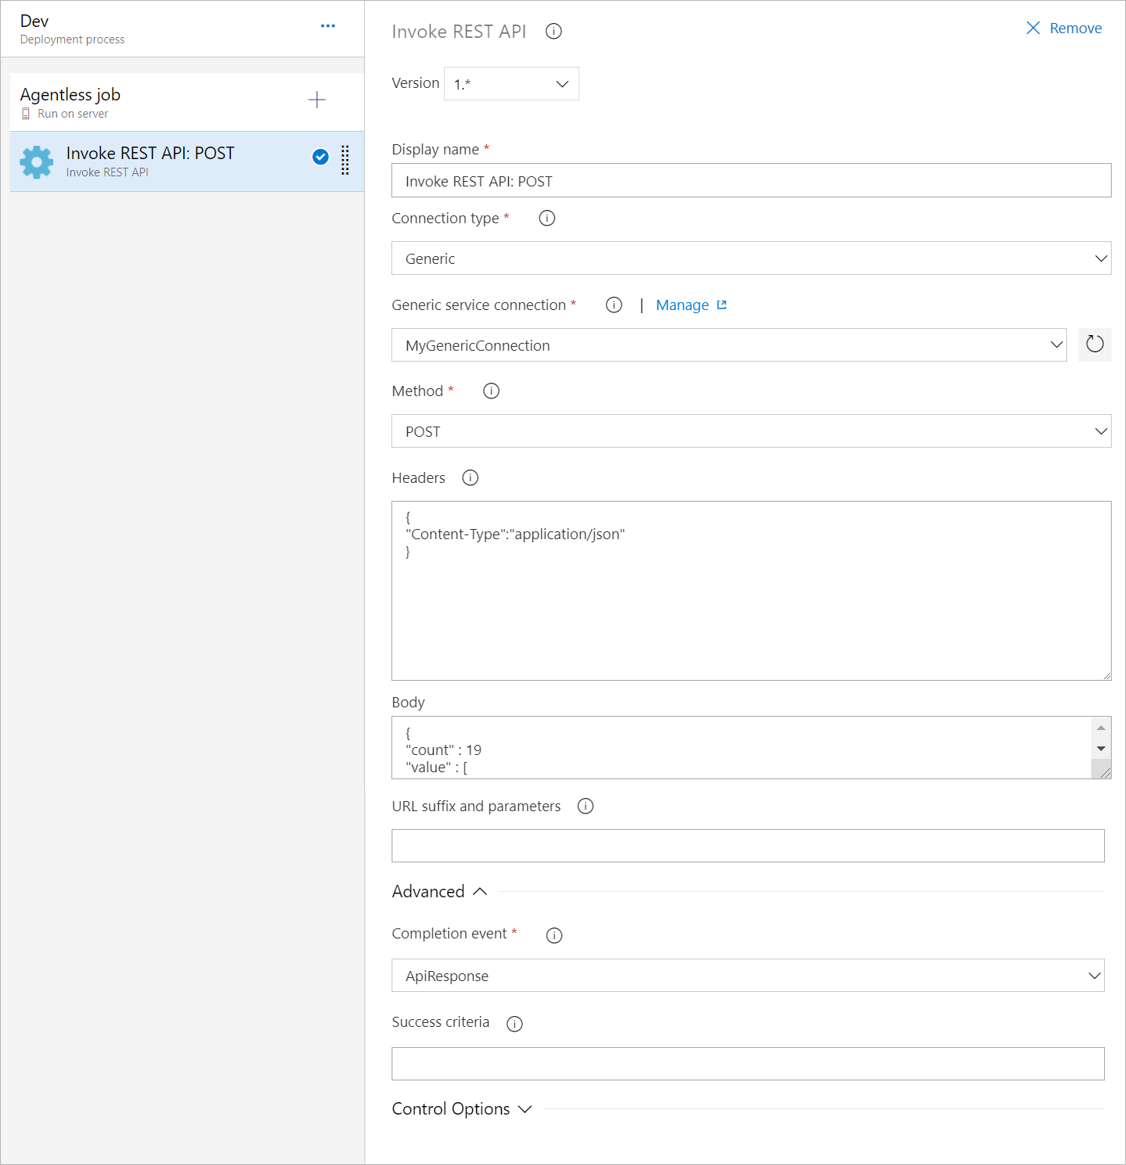 Dev
Deployment process
Agentless job
Run on server
Invoke REST API: POST
Invoke REST API
Invoke REST API
Remove
Version 1.*
Display name *
Invoke REST API: POST
Connection type *
Generic
Generic service connection * | Manage
MyGenericConnection
Method *
POST
Headers
{
"Content-Type":"application/json"
}
Body
{
"count" : 19
"value" : [
URL suffix and parameters
Advanced
Completion event *
ApiResponse
Success criteria
Control Options